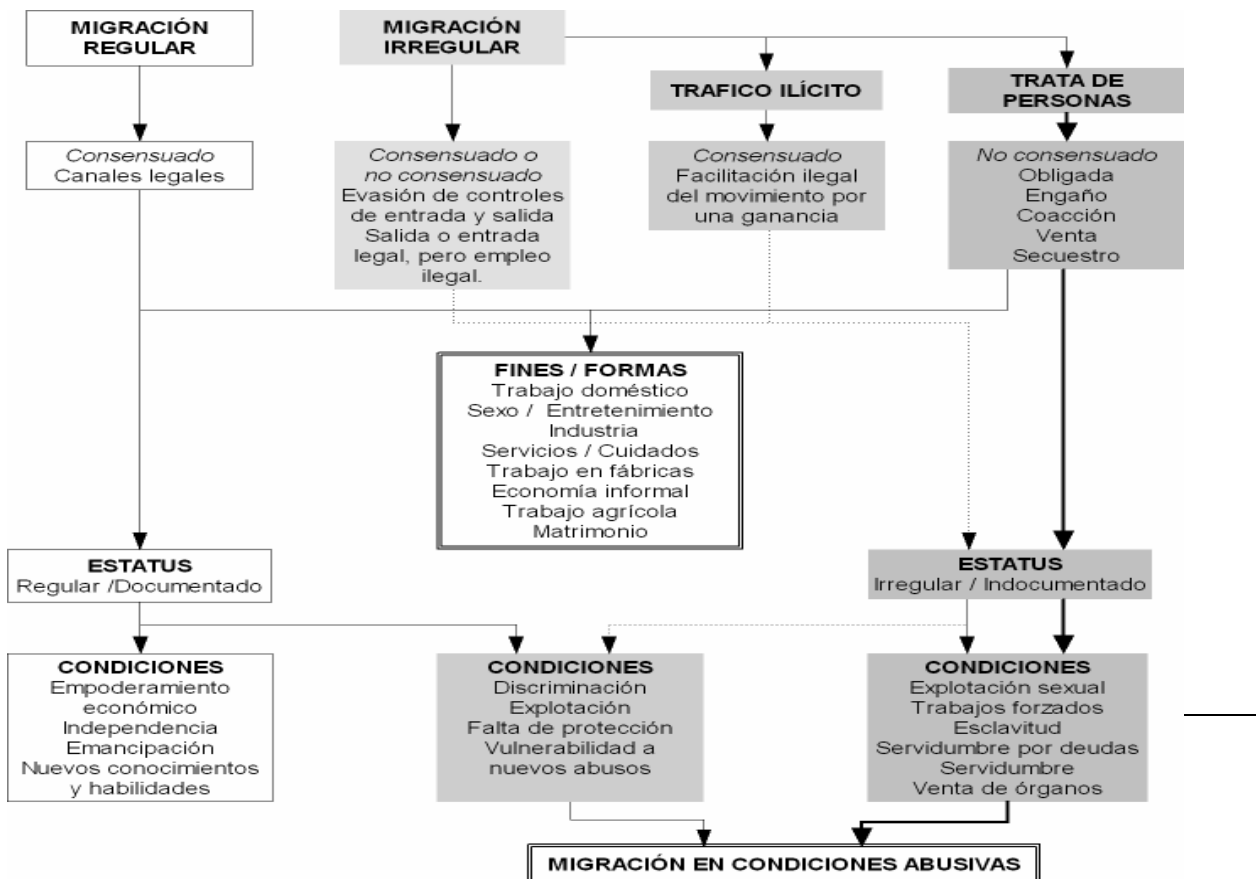 MIGRACIÓN
REGULAR
MIGRACIÓN
IRREGULAR
TRAFICO ILÍCITO
TRATA DE
PERSONAS
Consensuado
Canales legales
Consensuado o
no consensuado
Evasión de controles
de entrada y salida
Salida o entrada
legal, pero empleo
ilegal.
Consensuado
Facilitación ilegal
del movimiento por
una ganancia
No consensuado
Obligada
Engaño
Coacción
Venta
Secuestro
FINES / FORMAS
Trabajo doméstico
Sexo / Entretenimiento
Industria
Servicios / Cuidados
Trabajo en fábricas
Economía informal
Trabajo agrícola
Matrimonio
ESTATUS
Regular /Documentado
ESTATUS
Irregular / Indocumentado
CONDICIONES
Empoderamiento
económico
Independencia
Emancipación
Nuevos conocimientos
y habilidades
CONDICIONES
Discriminación
Explotación
Falta de protección
Vulnerabilidad a
nuevos abusos
CONDICIONES
Explotación sexual
Trabajos forzados
Esclavitud
Servidumbre por deudas
Servidumbre
Venta de órganos
MIGRACIÓN EN CONDICIONES ABUSIVAS